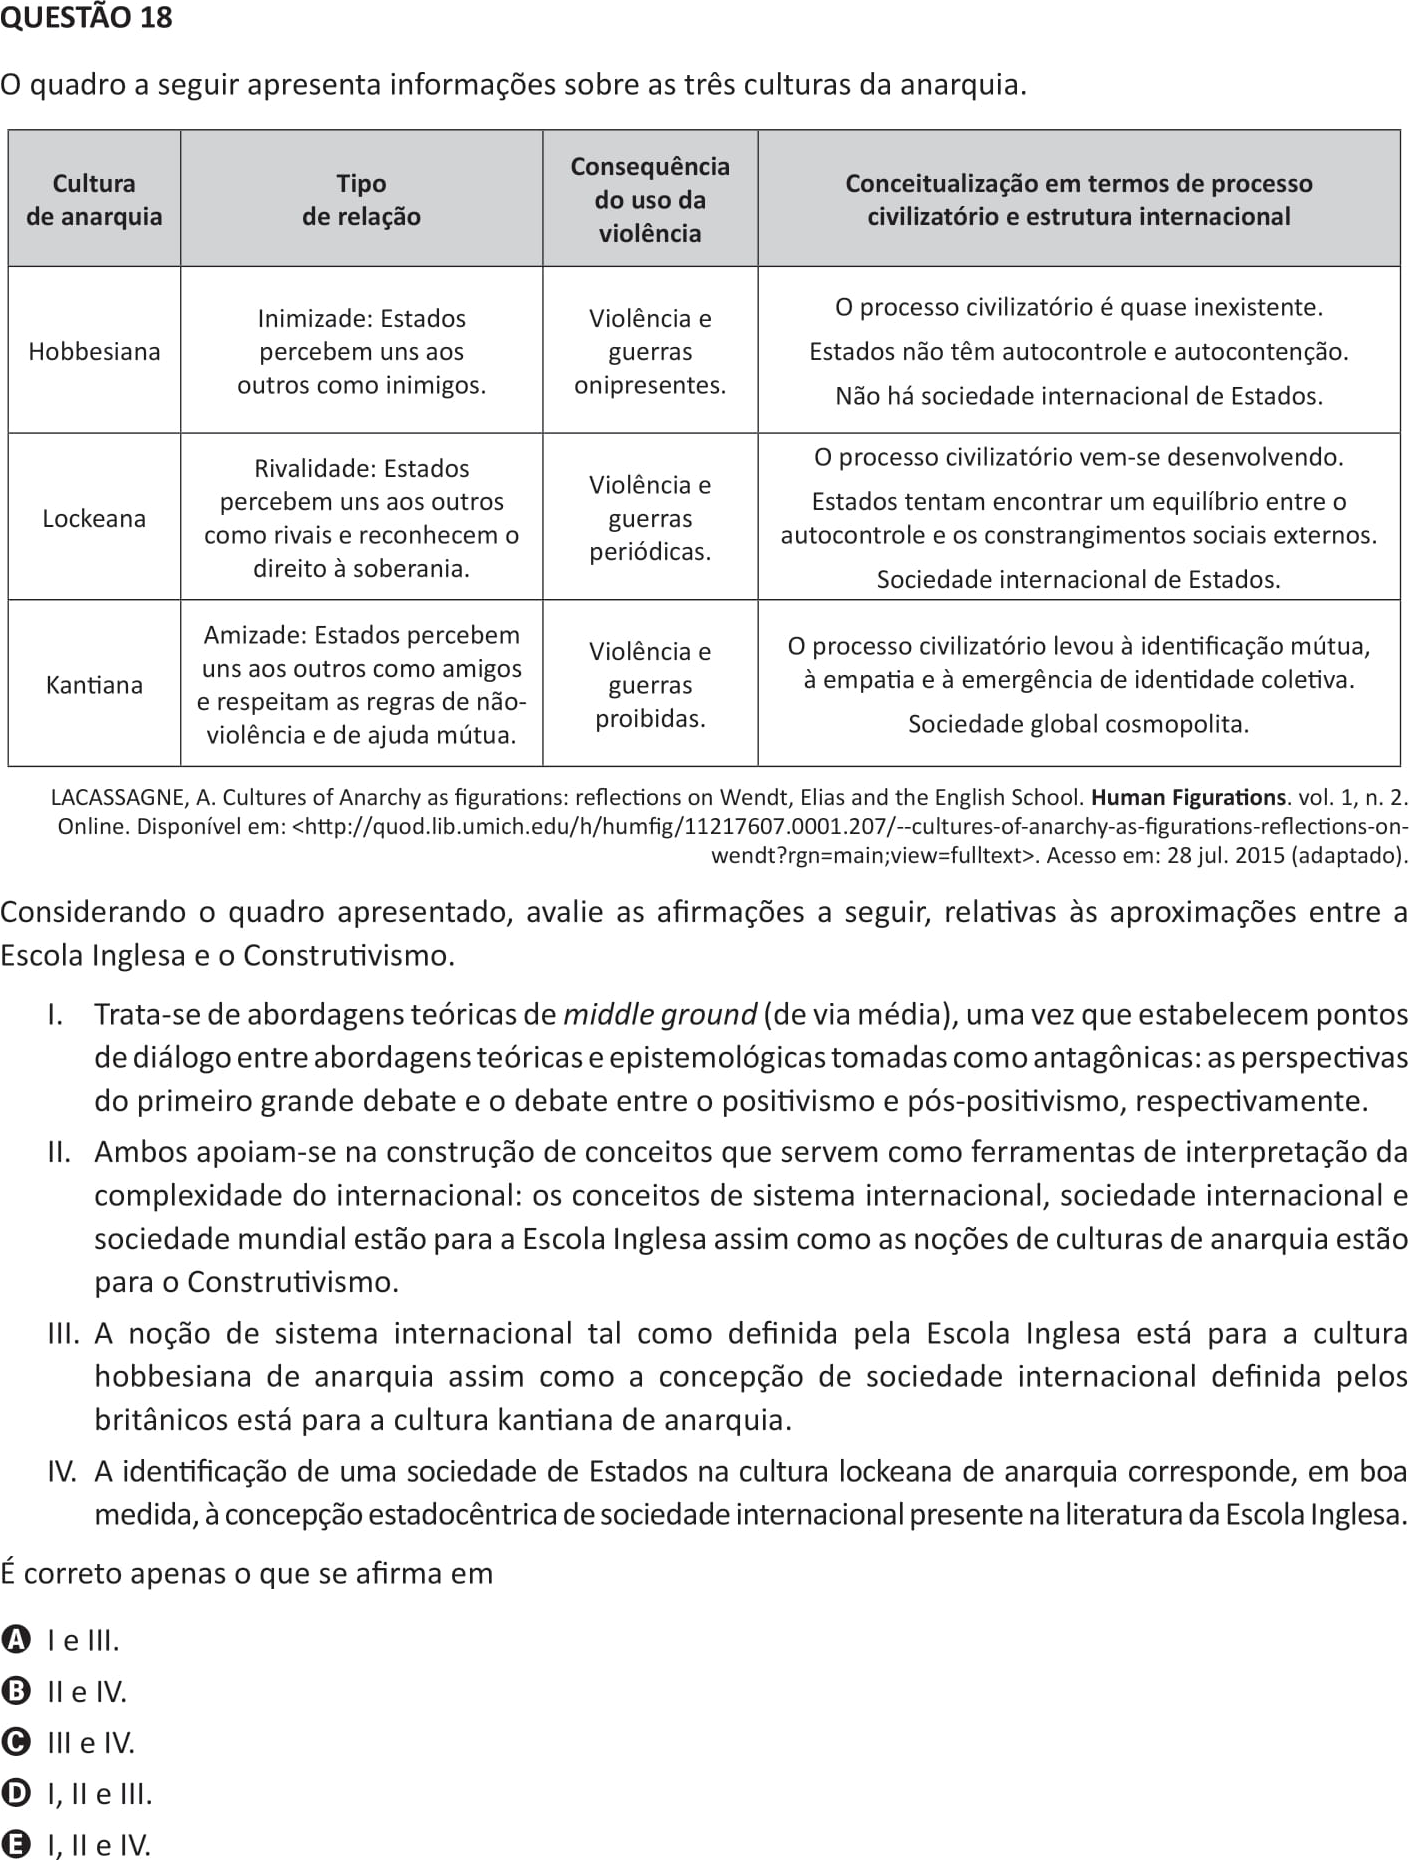 QUESTÃO 18
O quadro a seguir apresenta informações sobre as três culturas da anarquia.
Cultura
de anarquia
Tipo
de relação
Consequência
do uso da
violência
Conceitualização em termos de processo
civilizatório e estrutura internacional
Hobbesiana
Inimizade: Estados
percebem uns aos
outros como inimigos.
Violência e
guerras
onipresentes.
O processo civilizatório é quase inexistente.
Estados não têm autocontrole e autocontenção.
Não há sociedade internacional de Estados.
Lockeana
Rivalidade: Estados
percebem uns aos outros
como rivais e reconhecem o
direito à soberania.
Violência e
guerras
periódicas.
O processo civilizatório vem-se desenvolvendo.
Estados tentam encontrar um equilíbrio entre o
autocontrole e os constrangimentos sociais externos.
Sociedade internacional de Estados.
Kantiana
Amizade: Estados percebem
uns aos outros como amigos
e respeitam as regras de não-
violência e de ajuda mútua.
Violência e
guerras
proibidas.
O processo civilizatório levou à identificação mútua,
à empatia e à emergência de identidade coletiva.
Sociedade global cosmopolita.
LACASSAGNE, A. Cultures of Anarchy as figurations: reflections on Wendt, Elias and the English School. Human Figurations. vol. 1, n. 2.
Online. Disponível em: <http://quod.lib.umich.edu/h/humfig/11217607.0001.207/--cultures-of-anarchy-as-figurations-reflections-on-
wendt?rgn=main;view=fulltext>. Acesso em: 28 jul. 2015 (adaptado).
Considerando o quadro apresentado, avalie as afirmações a seguir, relativas às aproximações entre a
Escola Inglesa e o Construtivismo.
I. Trata-se de abordagens teóricas de middle ground (de via média), uma vez que estabelecem pontos
de diálogo entre abordagens teóricas e epistemológicas tomadas como antagônicas: as perspectivas
do primeiro grande debate e o debate entre o positivismo e pós-positivismo, respectivamente.
II. Ambos apoiam-se na construção de conceitos que servem como ferramentas de interpretação da
complexidade do internacional: os conceitos de sistema internacional, sociedade internacional e
sociedade mundial estão para a Escola Inglesa assim como as noções de culturas de anarquia estão
para o Construtivismo.
III. A noção de sistema internacional tal como definida pela Escola Inglesa está para a cultura
hobbesiana de anarquia assim como a concepção de sociedade internacional definida pelos
britânicos está para a cultura kantiana de anarquia.
IV. A identificação de uma sociedade de Estados na cultura lockeana de anarquia corresponde, em boa
medida, à concepção estadocêntrica de sociedade internacional presente na literatura da Escola Inglesa.
É correto apenas o que se afirma em
A I e III.
B II e IV.
C III e IV.
D I, II e III.
E I, II e IV.